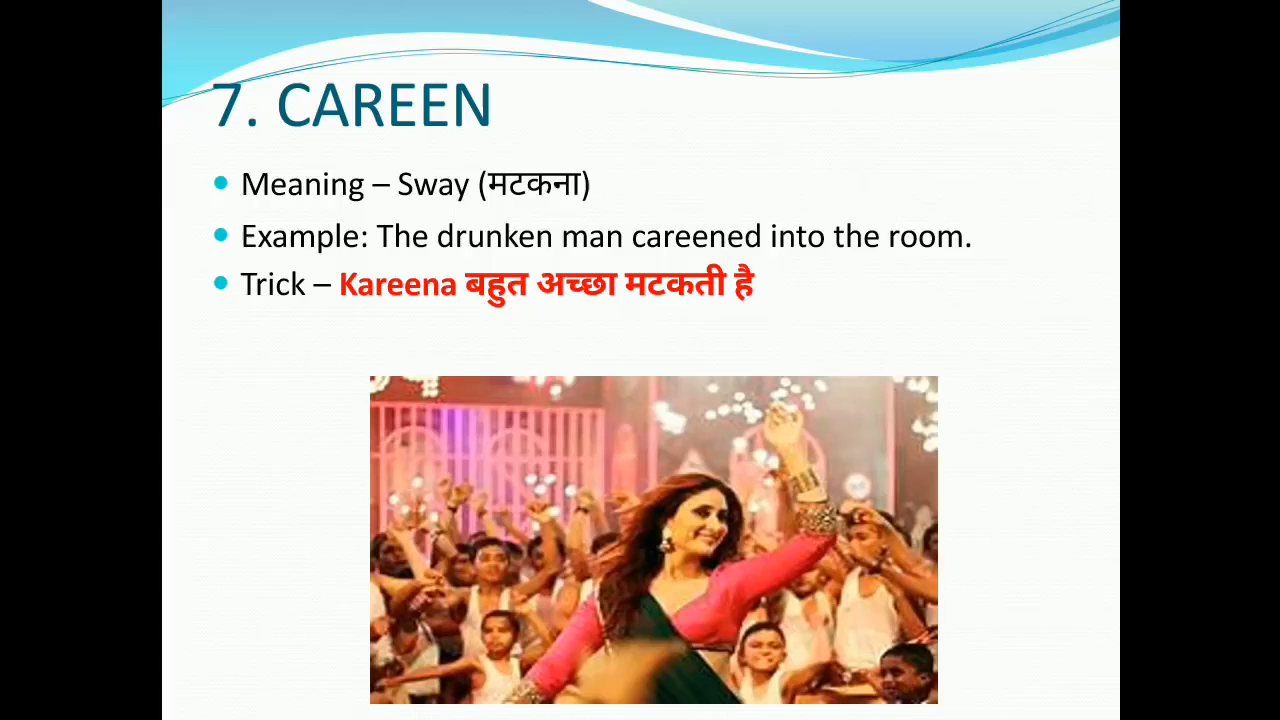 7. CAREEN
Meaning – Sway (मटकना)
Example: The drunken man careened into the room.
Trick – Kareena बहुत अच्छा मटकती है